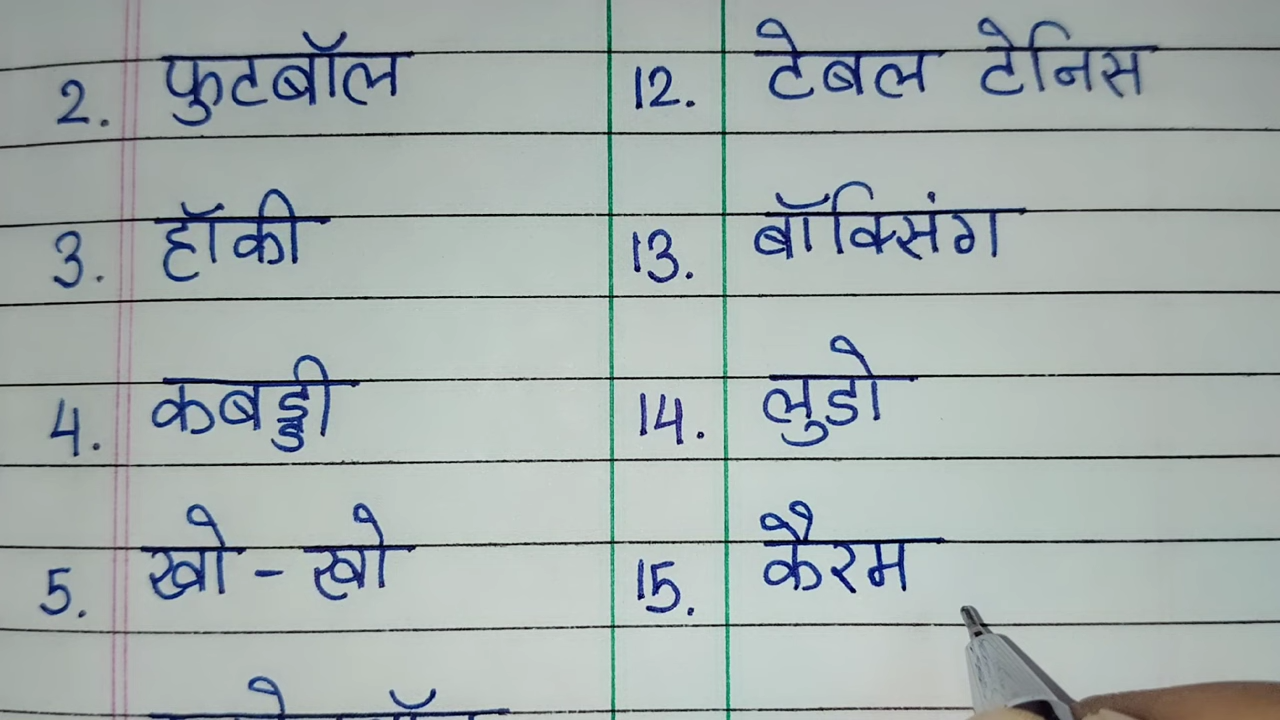 2. फुटबॉल
3. हॉकी
4. कबड्डी
5. खो - खो
12. टेबल टेनिस
13. बॉक्सिंग
14. लुडो
15. कैरम